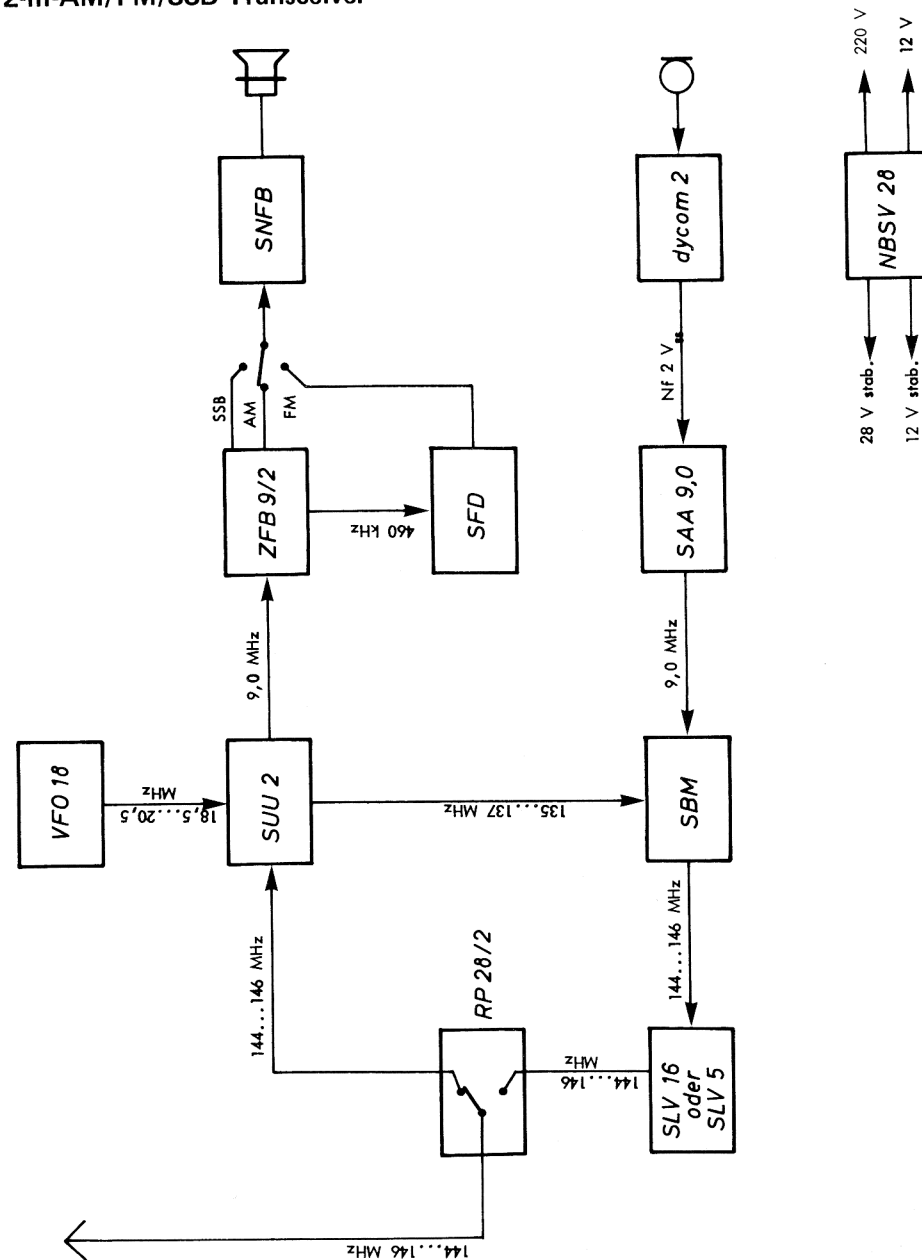 2-m-AM/FM/SSB Transceiver
220 V
12 V
NBSV 28
28 V stab.
12 V stab.
SNFB
dycom 2
SSB
AM
FM
Nf 2 V SS
ZFB 9/2
460 kHz
SFD
SAA 9,0
9,0 MHz
9,0 MHz
VFO 18
18,5...20,5
MHz
SUU 2
135...137 MHz
SBM
144...146 MHz
144...146 MHz
RP 28/2
144...146
MHz
SLV 16
oder
SLV 5
144...146 MHz